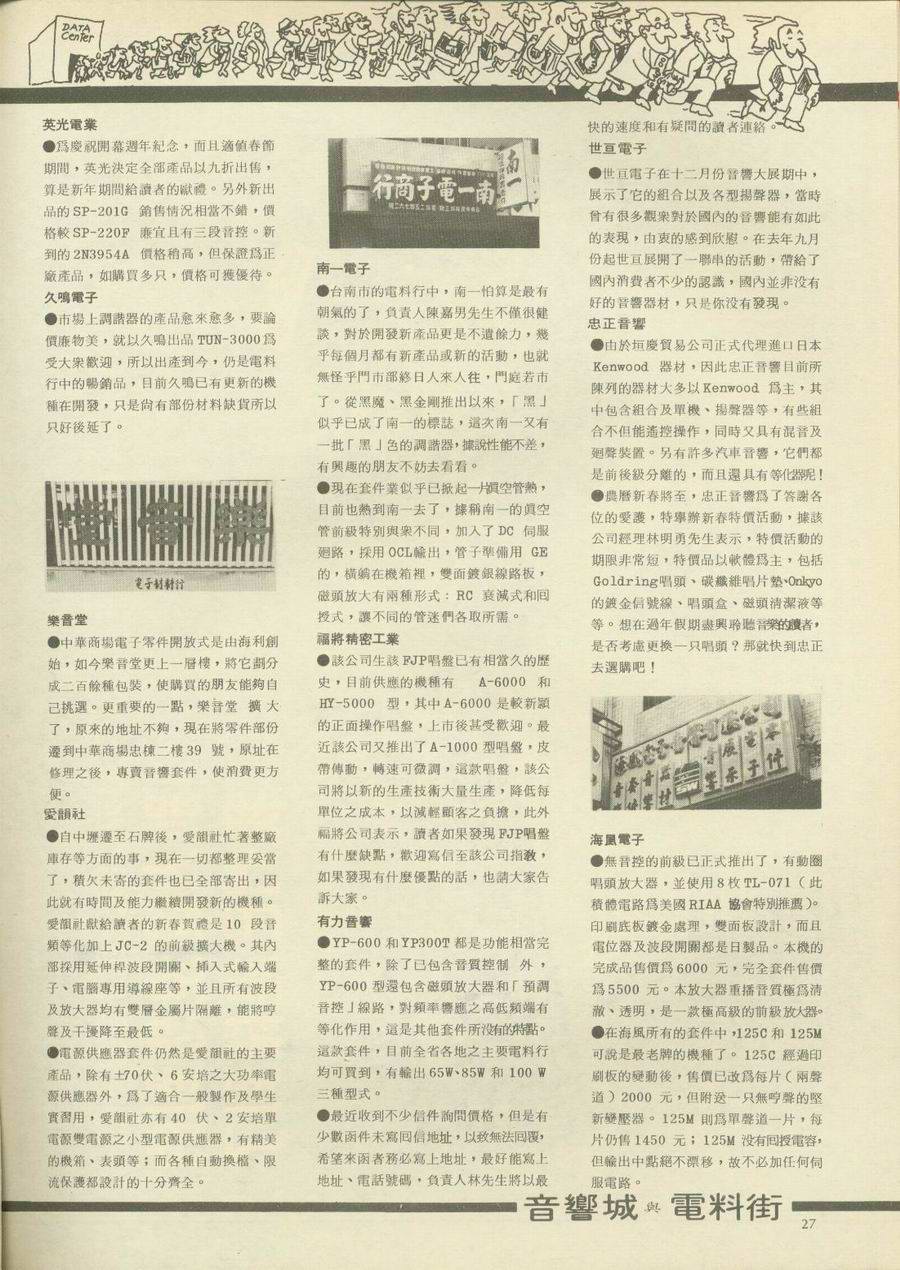 DATA
Center
英光電業
●爲慶祝開幕週年紀念，而且適值春節
期間，英光決定全部產品以九折出售，
算是新年期間給讀者的獻禮。另外新出
品的SP-201G 銷售情況相當不錯，價
格較SP-220F 廉宜且有三段音控。新
到的2N3954A 價格稍高，但保證爲正
廠產品，如購買多只，價格可獲優待。
久鳴電子
●市場上調諧器的產品愈來愈多，要論
價廉物美，就以久鳴出品TUN-3000爲
受大衆歡迎，所以出產到今，仍是電料
行中的暢銷品，目前久鳴已有更新的機
種在開發，只是尙有部份材料缺貨所以
只好後延了。
樂音堂
●中華商場電子零件開放式是由海利創
始，如今樂音堂更上一層樓，將它劃分
成二百餘種包裝，使購買的朋友能夠自
己挑選。更重要的一點，樂音堂 擴 大
了，原來的地址不夠，現在將零件部份
遷到中華商場忠棟二樓39 號，原址在
修理之後，專賣音響套件，使消費更方
便。
愛韻社
●自中壢遷至石牌後，愛韻社忙著整廠
庫存等方面的事，現在一切都整理妥當
了，積欠未寄的套件也已全部寄出，因
此就有時間及能力繼續開發新的機種。
愛韻社獻給讀者的新春賀禮是10 段音
頻等化加上JC-2 的前級擴大機。其內
部採用延伸桿波段開關、揷入式輸入端
子、電腦專用導線座等，並且所有波段
及放大器均有雙層金屬片隔離，能將哼
聲及干擾降至最低。
●電源供應器套件仍然是愛韻社的主要
產品，除有±70伏、6 安培之大功率電
源供應器外，爲了適合一般製作及學生
實習用，愛韻社亦有40 伏、2安培單
電源雙電源之小型電源供應器，有精美
的機箱、表頭等；而各種自動換檔、限
流保護都設計的十分齊全。
南一
行商子電一南
南一電子
●台南市的電料行中，南一怕算是最有
朝氣的了，負責人陳嘉男先生不僅很健
談，對於開發新產品更是不遺餘力，幾
乎每個月都有新產品或新的活動，也就
無怪乎門市部終日人來人往，門庭若市
了。從黑魔、黑金剛推出以來，「黑」
似乎已成了南一的標誌，這次南一又有
一批「黑」色的調諧器，據說性能不差，
有興趣的朋友不妨去看看。
●現在套件業似乎已掀起一片眞空管熱，
目前也熱到南一去了，據稱南一的眞空
管前級特別與衆不同，加入了DC 伺服
廻路，採用OCL輸出，管子準備用 GE
的，橫躺在機箱裡，雙面鍍銀線路板，
磁頭放大有兩種形式：RC 衰減式和回
授式，讓不同的管迷們各取所需。
福將精密工業
●該公司生該FJP唱盤已有相當久的歷
史，目前供應的機種有 A-6000 和
HY-5000 型，其中A-6000是較新穎
的正面操作唱盤，上市後甚受歡迎。最
近該公司又推出了A-1000型唱盤，皮
帶傳動，轉速可微調，這款唱盤，該公
司將以新的生產技術大量生產，降低每
單位之成本，以減輕顧客之負擔，此外
福將公司表示，讀者如果發現FJP唱盤
有什麼缺點，歡迎寫信至該公司指敎，
如果發現有什麼優點的話，也請大家告
訴大家。
有力音響
●YP-600和YP300T都是功能相當完
整的套件，除了已包含音質控制 外，
YP-600型還包含磁頭放大器和「預調
音控」線路，對頻率響應之高低頻端有
等化作用，這是其他套件所沒有的特點。
這款套件，目前全省各地之主要電料行
均可買到，有輸出65W、85W 和 100 W
三種型式。
●最近收到不少信件詢問價格，但是有
少數函件未寫回信地址，以致無法回覆，
希望來函者務必寫上地址，最好能寫上
地址、電話號碼，負責人林先生將以最
快的速度和有疑問的讀者連絡。
世亘電子
●世亘電子在十二月份音響大展期中，
展示了它的組合以及各型揚聲器，當時
曾有很多觀衆對於國內的音響能有如此
的表現，由衷的感到欣慰。在去年九月
份起世亘展開了一聯串的活動，帶給了
國內消費者不少的認識，國內並非沒有
好的音響器材，只是你沒有發現。
忠正音響
●由於垣慶貿易公司正式代理進口日本
Kenwood 器材，因此忠正音響目前所
陳列的器材大多以Kenwood 爲主，其
中包含組合及單機、揚聲器等，有些組
合不但能遙控操作，同時又具有混音及
廻聲裝置。另有許多汽車音響，它們都
是前後級分離的，而且還具有等化器呢！
●農曆新春將至，忠正音響爲了答謝各
位的愛護，特舉辦新春特價活動，據該
公司經理林明勇先生表示，特價活動的
期限非常短，特價品以軟體爲主，包括
Goldring唱頭、碳纖維唱片墊、Onkyo
的鍍金信號線、唱頭盒、磁頭清潔液等
等。想在過年假期盡興聆聽音樂的讀者，
是否考慮更換一只唱頭？那就快到忠正
去選購吧！
海風電子
●無音控的前級已正式推出了，有動圈
唱頭放大器，並使用8枚TL-071（此
積體電路爲美國RIAA 協會特別推薦）。
印刷底板鍍金處理，雙面板設計，而且
電位器及波段開關都是日製品。本機的
完成品售價爲6000 元，完全套件售價
爲5500 元。本放大器重播音質極爲清
澈、透明，是一款極高級的前級放大器。
●在海風所有的套件中，125C和 125M
可說是最老牌的機種了。125C 經過印
刷板的變動後，售價已改爲每片（兩聲
道）2000 元，但附送一只無哼聲的堅
新變壓器。125M 則爲單聲道一片，每
片仍售1450 元；125M 沒有回授電容，
但輸出中點絕不漂移，故不必加任何伺
服電路。
音響城與電料街
27